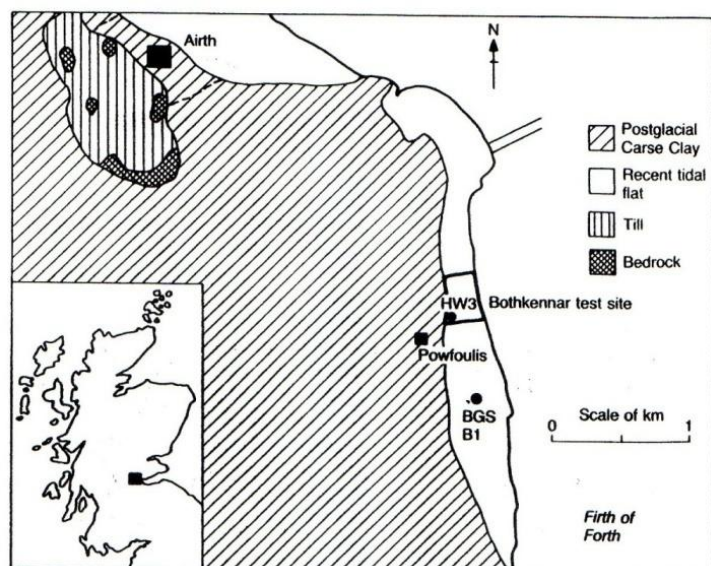 Airth
N
Postglacial
Carse Clay
Recent tidal
flat
Till
Bedrock
HW3
Bothkennar test site
Powfoulis
BGS
B1
Scale of km
0
1
Firth of
Forth